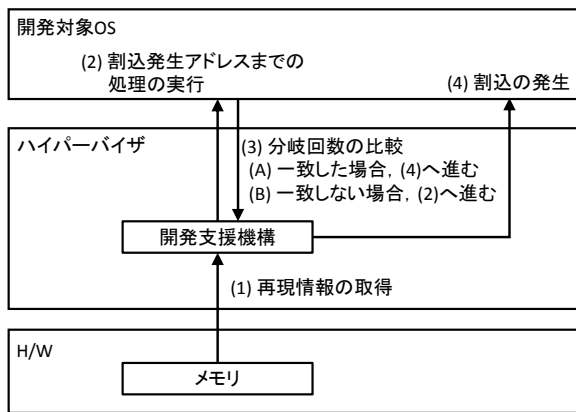 開発対象OS
(2) 割込発生アドレスまでの
処理の実行
(4) 割込の発生
ハイパーバイザ
(3) 分岐回数の比較
(A) 一致した場合, (4)へ進む
(B) 一致しない場合, (2)へ進む
開発支援機構
(1) 再現情報の取得
H/W
メモリ